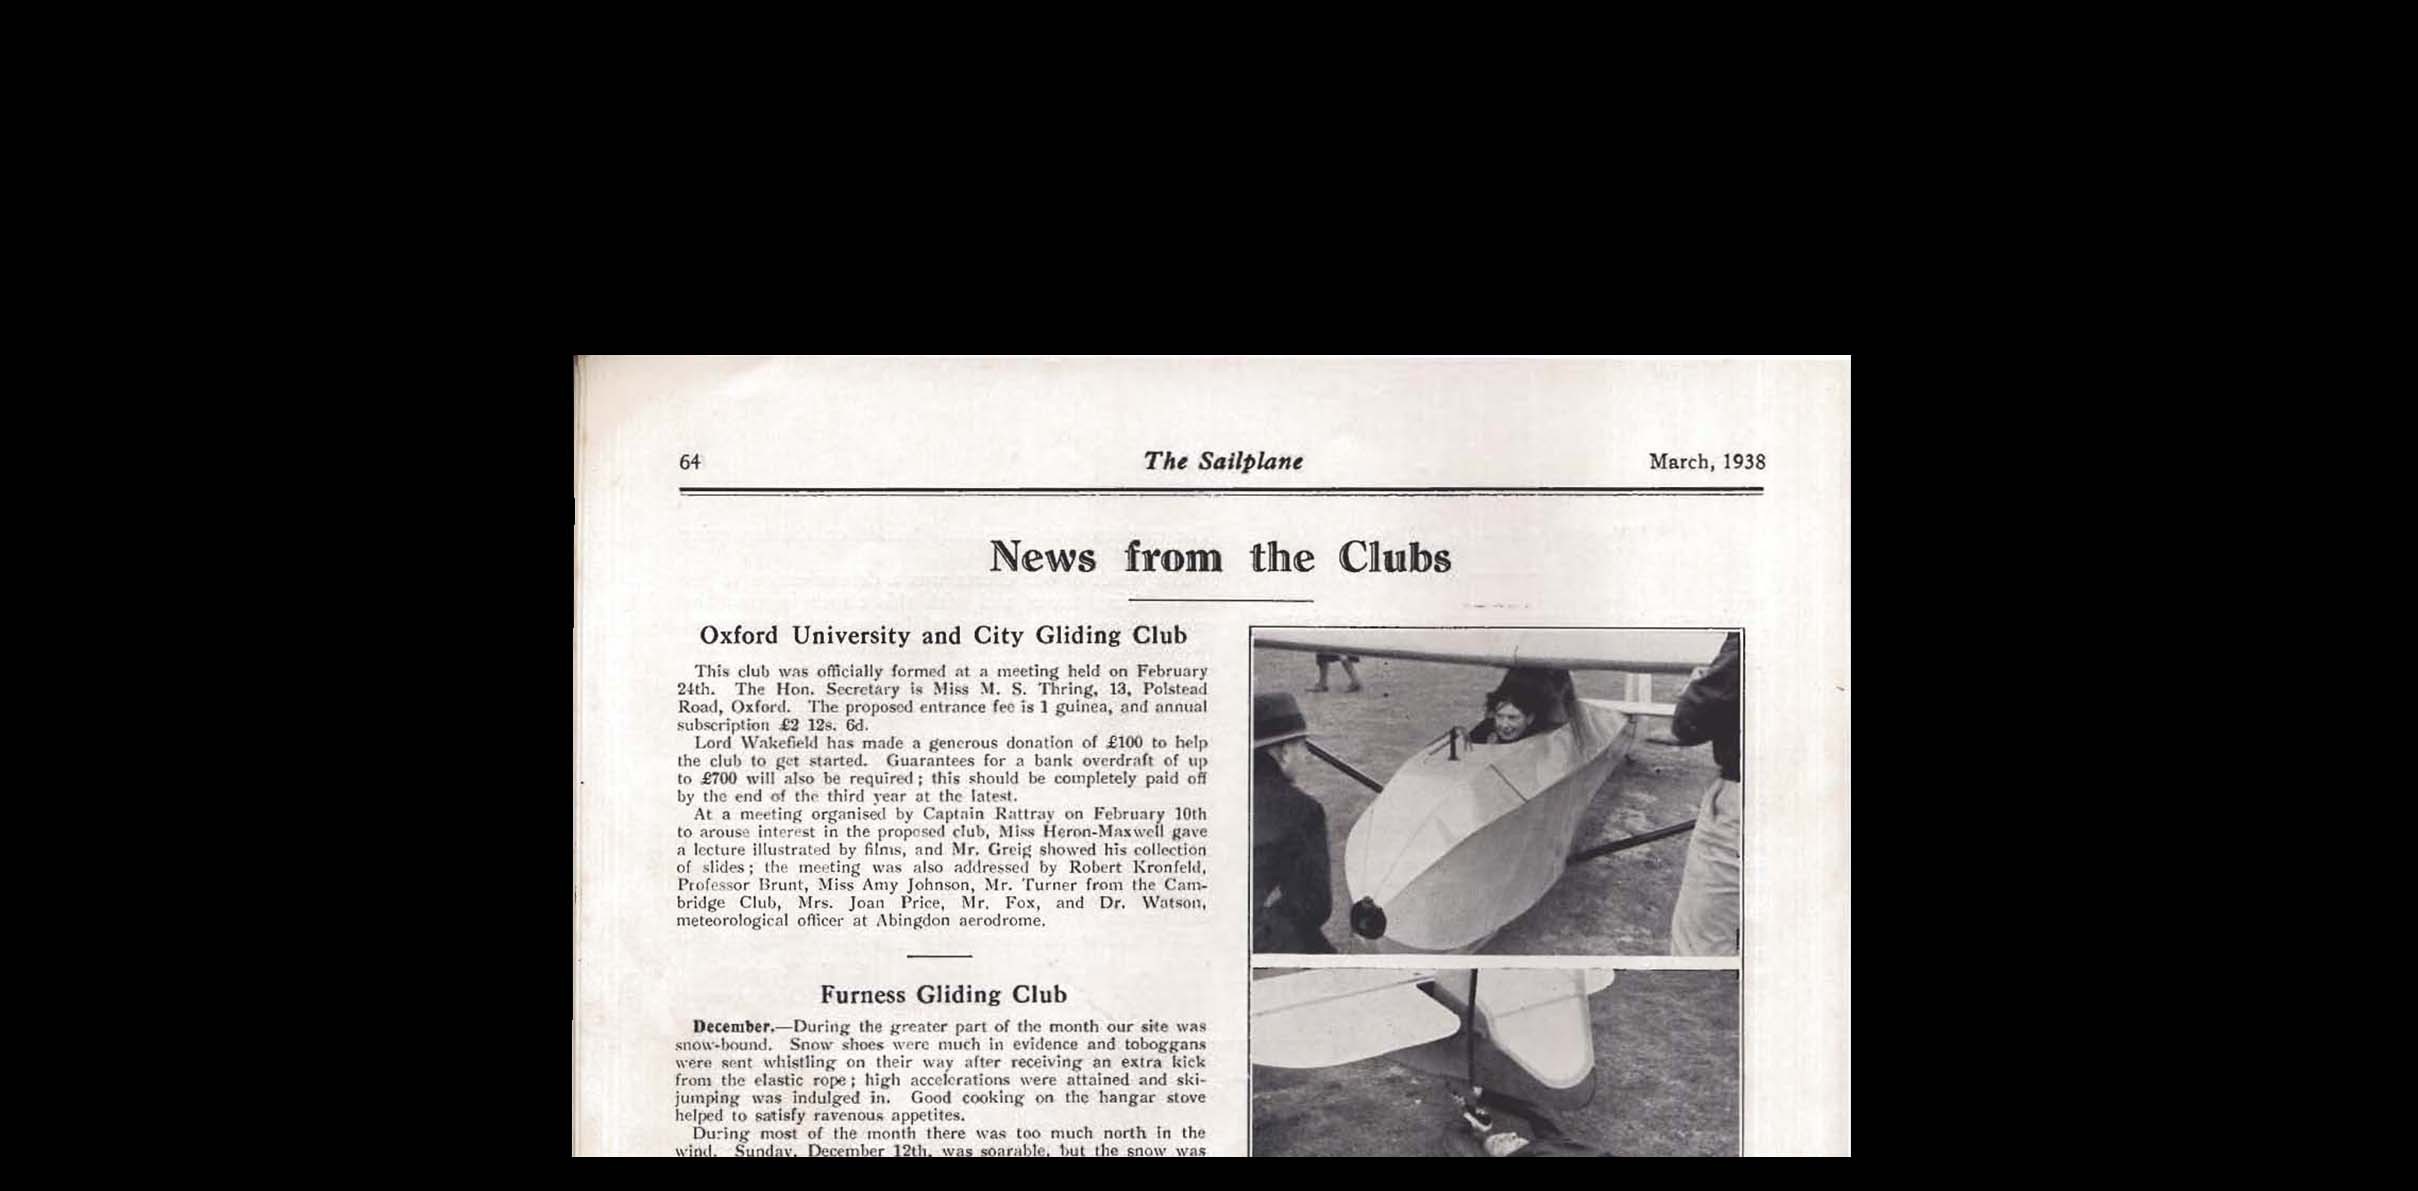 64 The Sailplane March, 1938
News from the Clubs
Oxford University and City Gliding Club
This club was officially formed at a meeting held on February
24th. The Hon. Secretary is Miss M. S. Thring, 13, Polstead
Road, Oxford. The proposed entrance fee is 1 guinea, and annual
subscription £2 12s. 6d.
Lord Wakefield has made a generous donation of £100 to help
the club to get started. Guarantees for a bank overdraft of up
to £700 will also be required; this should be completely paid off
by the end of the third year at the latest.
At a meeting organised by Captain Rattray on February 10th
to arouse interest in the proposed club, Miss Heron-Maxwell gave
a lecture illustrated by films, and Mr. Greig showed his collection
of slides; the meeting was also addressed by Robert Kronfeld,
Professor Brunt, Miss Amy Johnson, Mr. Turner from the Cam-
bridge Club, Mrs. Joan Price, Mr. Fox, and Dr. Watson,
meteorological officer at Abingdon aerodrome.
Furness Gliding Club
December.—During the greater part of the month our site was
snow-bound. Snow shoes were much in evidence and toboggans
were sent whistling on their way after receiving an extra kick
from the elastic rope; high accelerations were attained and ski-
jumping was indulged in. Good cooking on the hangar stove
helped to satisfy ravenous appetites.
During most of the month there was too much north in the
wind. Sunday, December 12th, was soarable, but the snow was